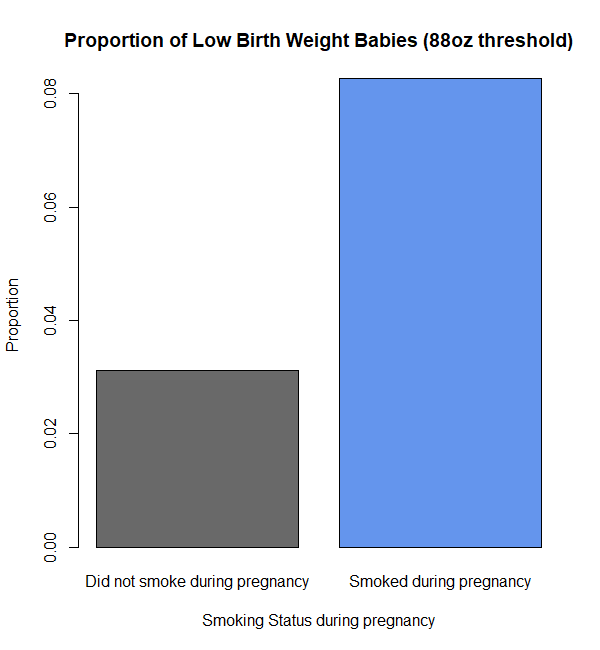 Proportion of Low Birth Weight Babies (88oz threshold)
0.08
0.06
0.04
0.02
0.00
Proportion
Did not smoke during pregnancy
Smoked during pregnancy
Smoking Status during pregnancy